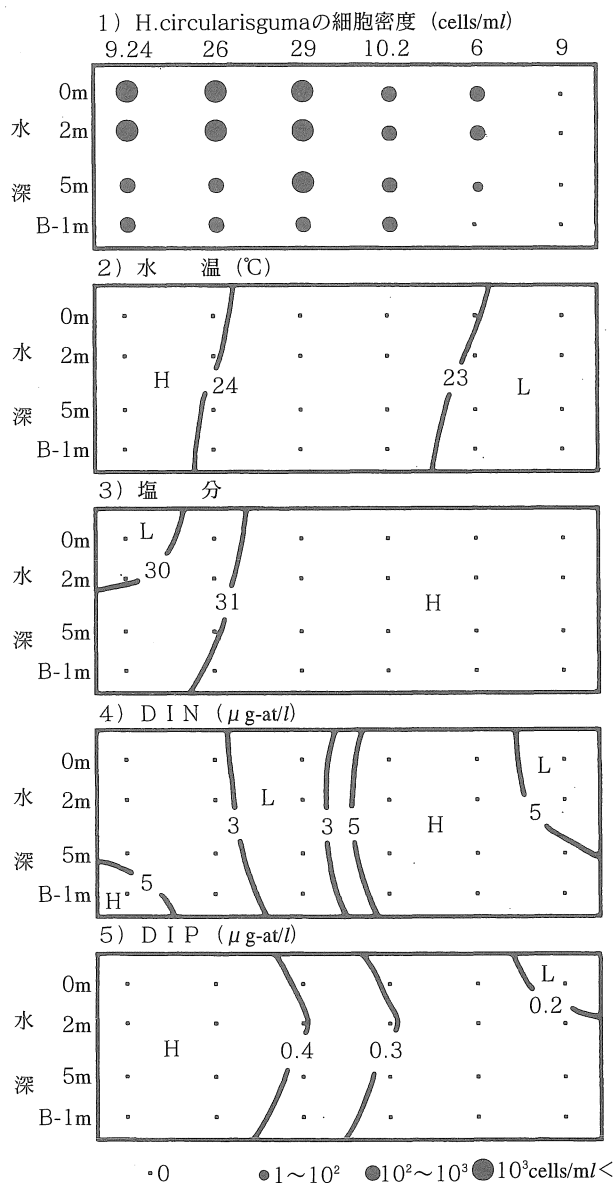 1）H.circularisgumaの細胞密度（cells/ml）
9.24 26 29 10.2 6 9
0m
水 2m
深 5m
B-1m
2）水 温（℃）
0m
水 2m
深 5m
B-1m
H 24 23 L
3）塩 分
0m
水 2m
深 5m
B-1m
L 30 31 H
4）ＤＩＮ（μg-at/l）
0m
水 2m
深 5m
B-1m
L L
3 3 5 H 5
5
H
5）ＤＩＰ（μg-at/l）
0m
水 2m
深 5m
B-1m
L
0.2
H 0.4 0.3
0 1～10² 10²～10³ 10³cells/ml<